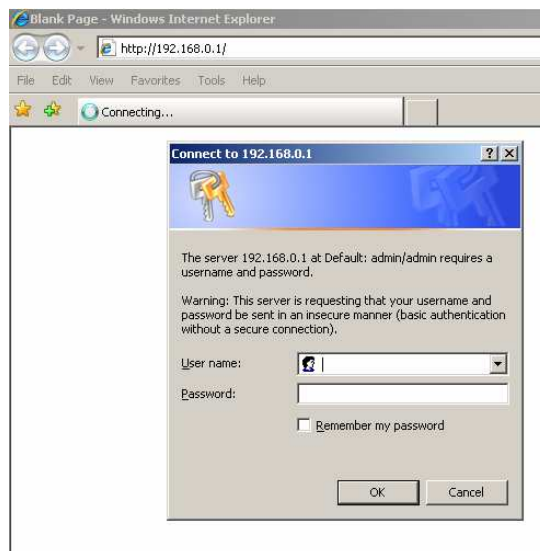 Blank Page - Windows Internet Explorer
http://192.168.0.1/
File Edit View Favorites Tools Help
Connecting...
Connect to 192.168.0.1
The server 192.168.0.1 at Default: admin/admin requires a
username and password.
Warning: This server is requesting that your username and
password be sent in an insecure manner (basic authentication
without a secure connection).
User name:
Password:
Remember my password
OK Cancel